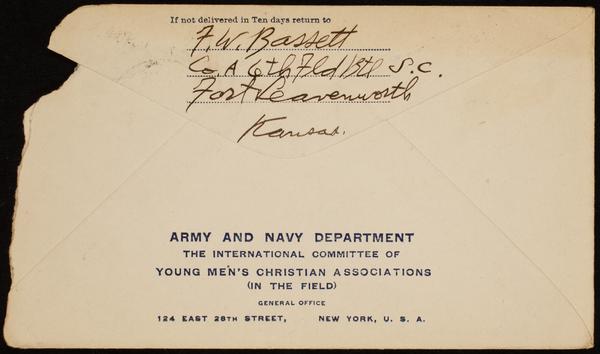 If not delivered in Ten days return to
F. W. Bassett
Co. A 6th Fld Btl S.C.
Fort Leavenworth
Kansas.
ARMY AND NAVY DEPARTMENT
THE INTERNATIONAL COMMITTEE OF
YOUNG MEN'S CHRISTIAN ASSOCIATIONS
(IN THE FIELD)
GENERAL OFFICE
124 EAST 28TH STREET, NEW YORK, U. S. A.